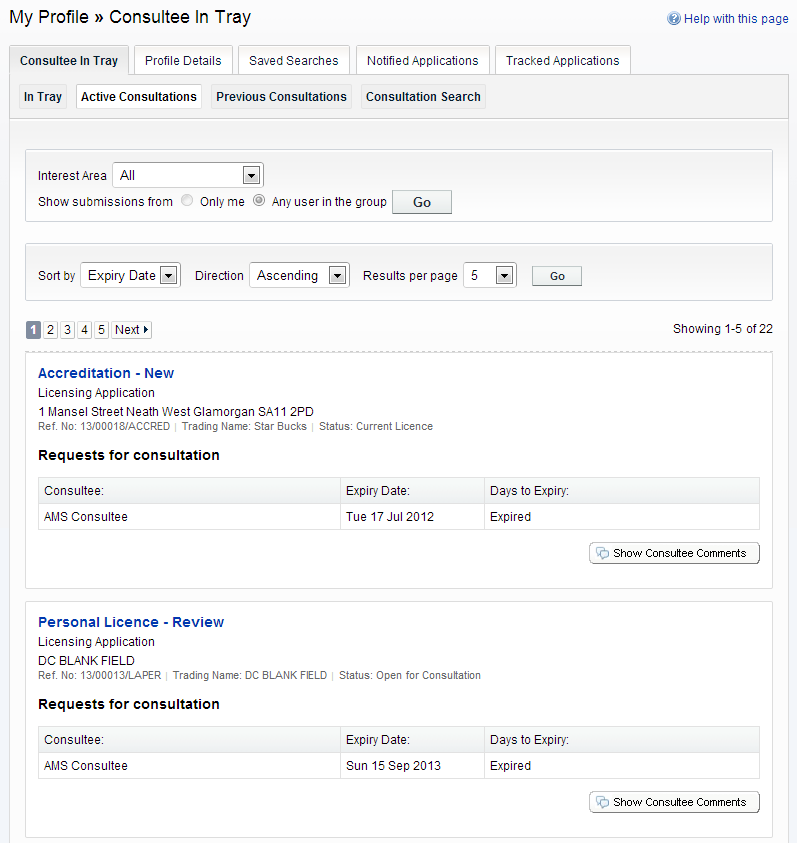 My Profile » Consultee In Tray
Help with this page
Consultee In Tray Profile Details Saved Searches Notified Applications Tracked Applications
In Tray Active Consultations Previous Consultations Consultation Search
Interest Area All
Show submissions from Only me Any user in the group Go
Sort by Expiry Date Direction Ascending Results per page 5 Go
1 2 3 4 5 Next Showing 1-5 of 22
Accreditation - New
Licensing Application
1 Mansel Street Neath West Glamorgan SA11 2PD
Ref. No: 13/00018/ACCRED | Trading Name: Star Bucks | Status: Current Licence
Requests for consultation
Consultee: Expiry Date: Days to Expiry:
AMS Consultee Tue 17 Jul 2012 Expired
Show Consultee Comments
Personal Licence - Review
Licensing Application
DC BLANK FIELD
Ref. No: 13/00013/LAPER | Trading Name: DC BLANK FIELD | Status: Open for Consultation
Requests for consultation
Consultee: Expiry Date: Days to Expiry:
AMS Consultee Sun 15 Sep 2013 Expired
Show Consultee Comments